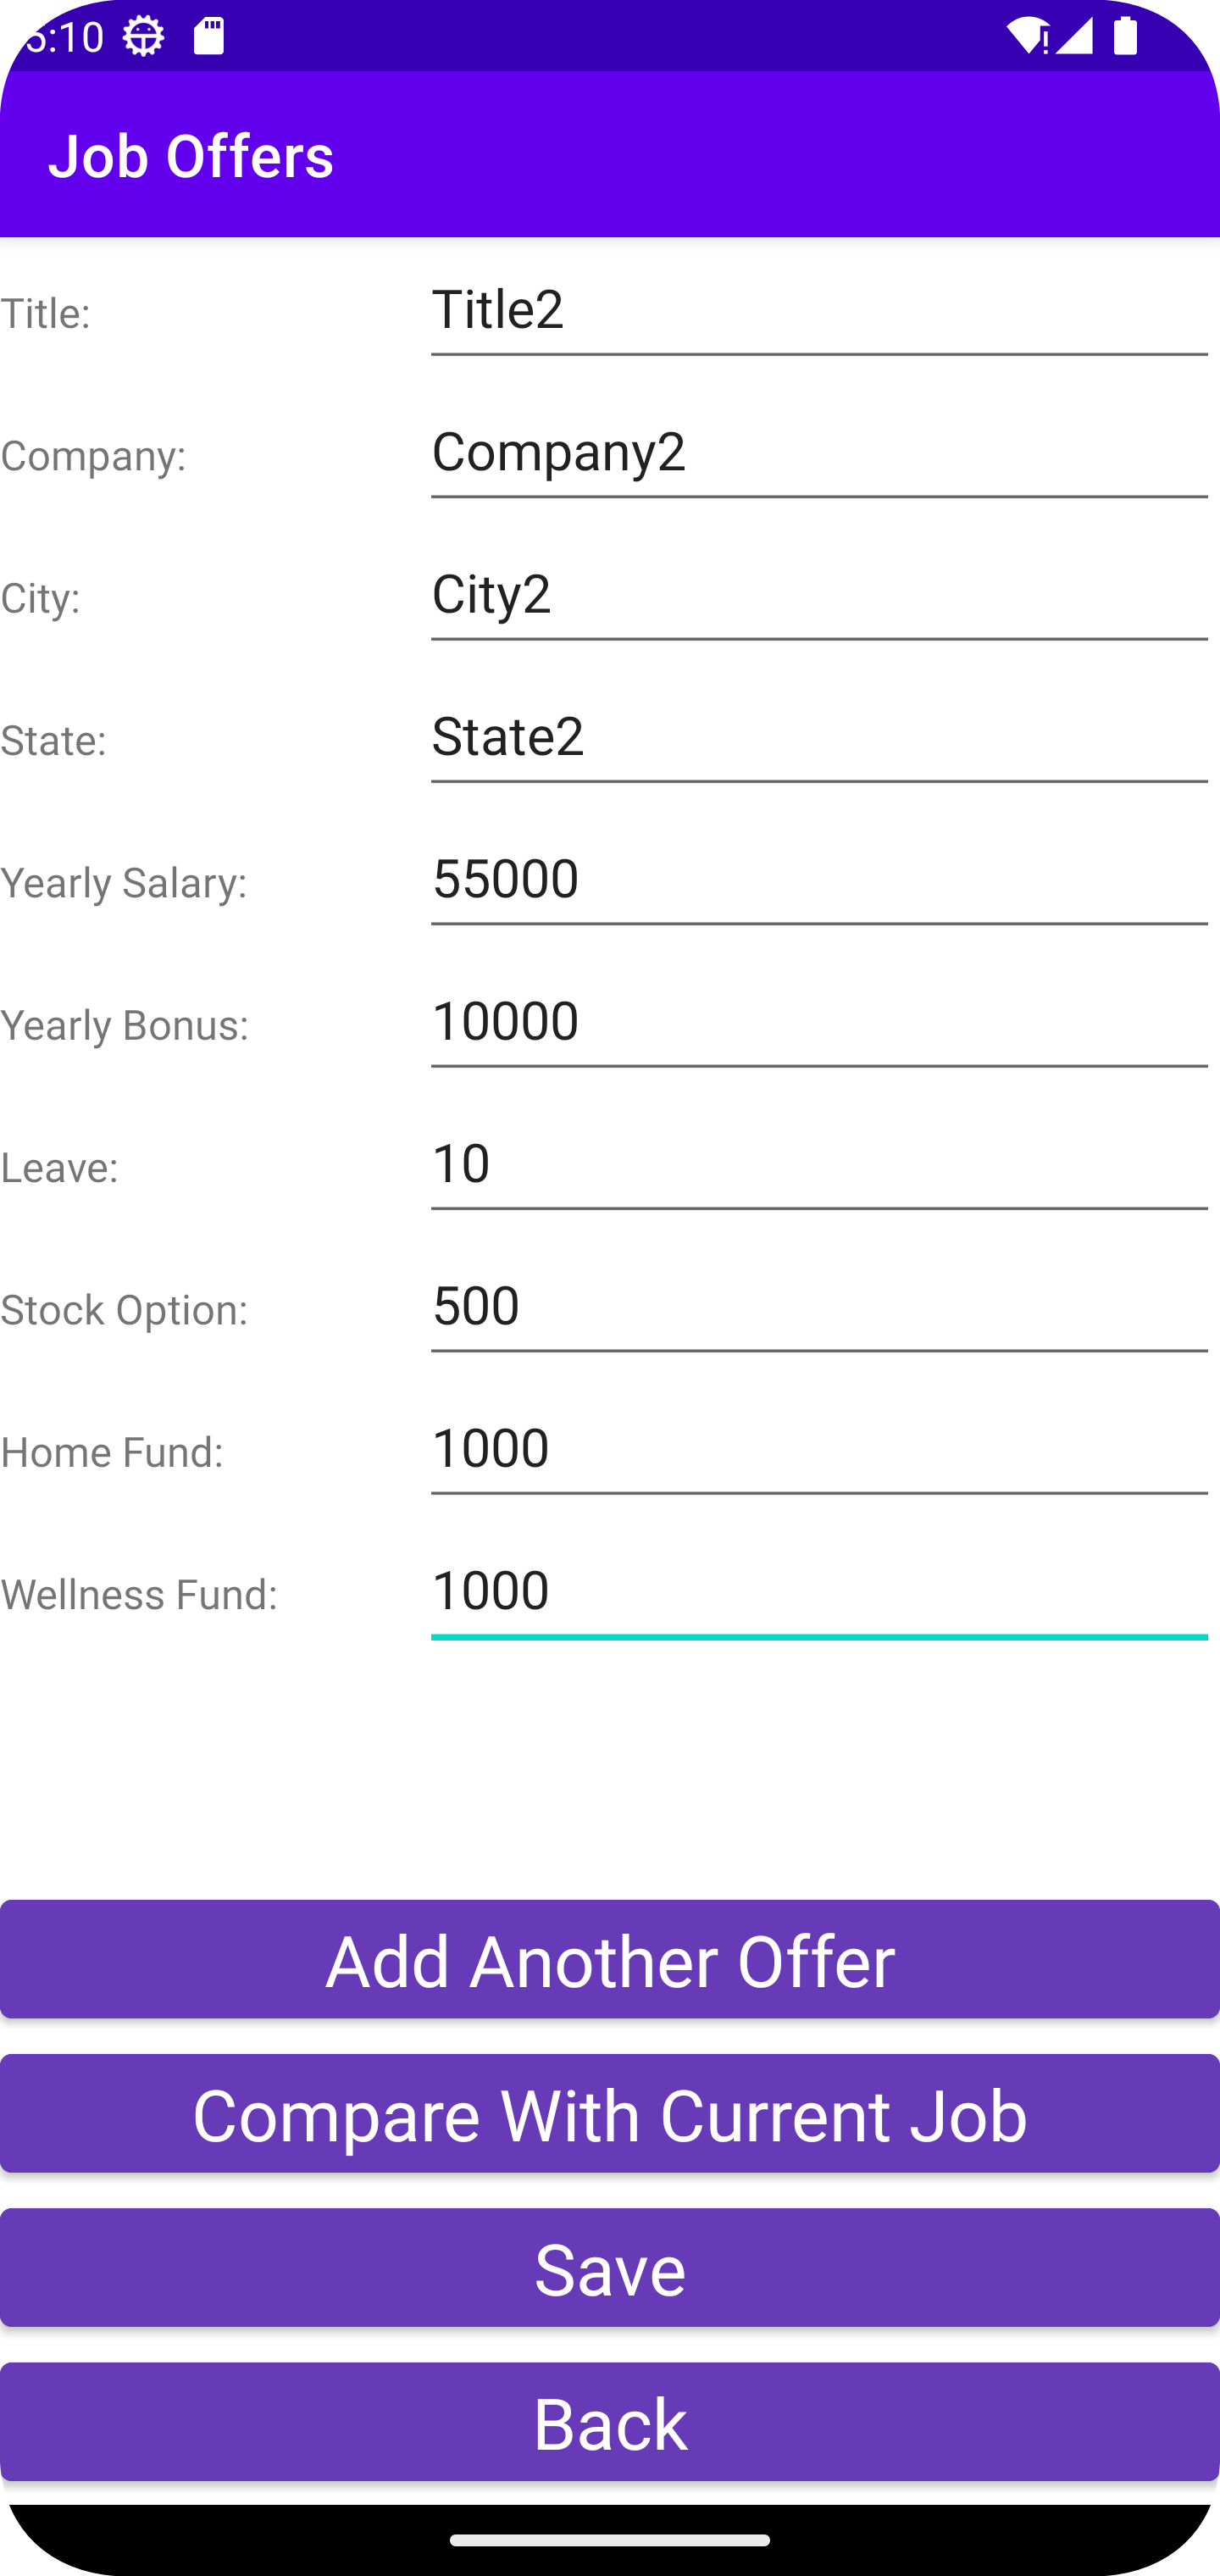 5:10
Job Offers
Title: Title2
Company: Company2
City: City2
State: State2
Yearly Salary: 55000
Yearly Bonus: 10000
Leave: 10
Stock Option: 500
Home Fund: 1000
Wellness Fund: 1000
Add Another Offer
Compare With Current Job
Save
Back